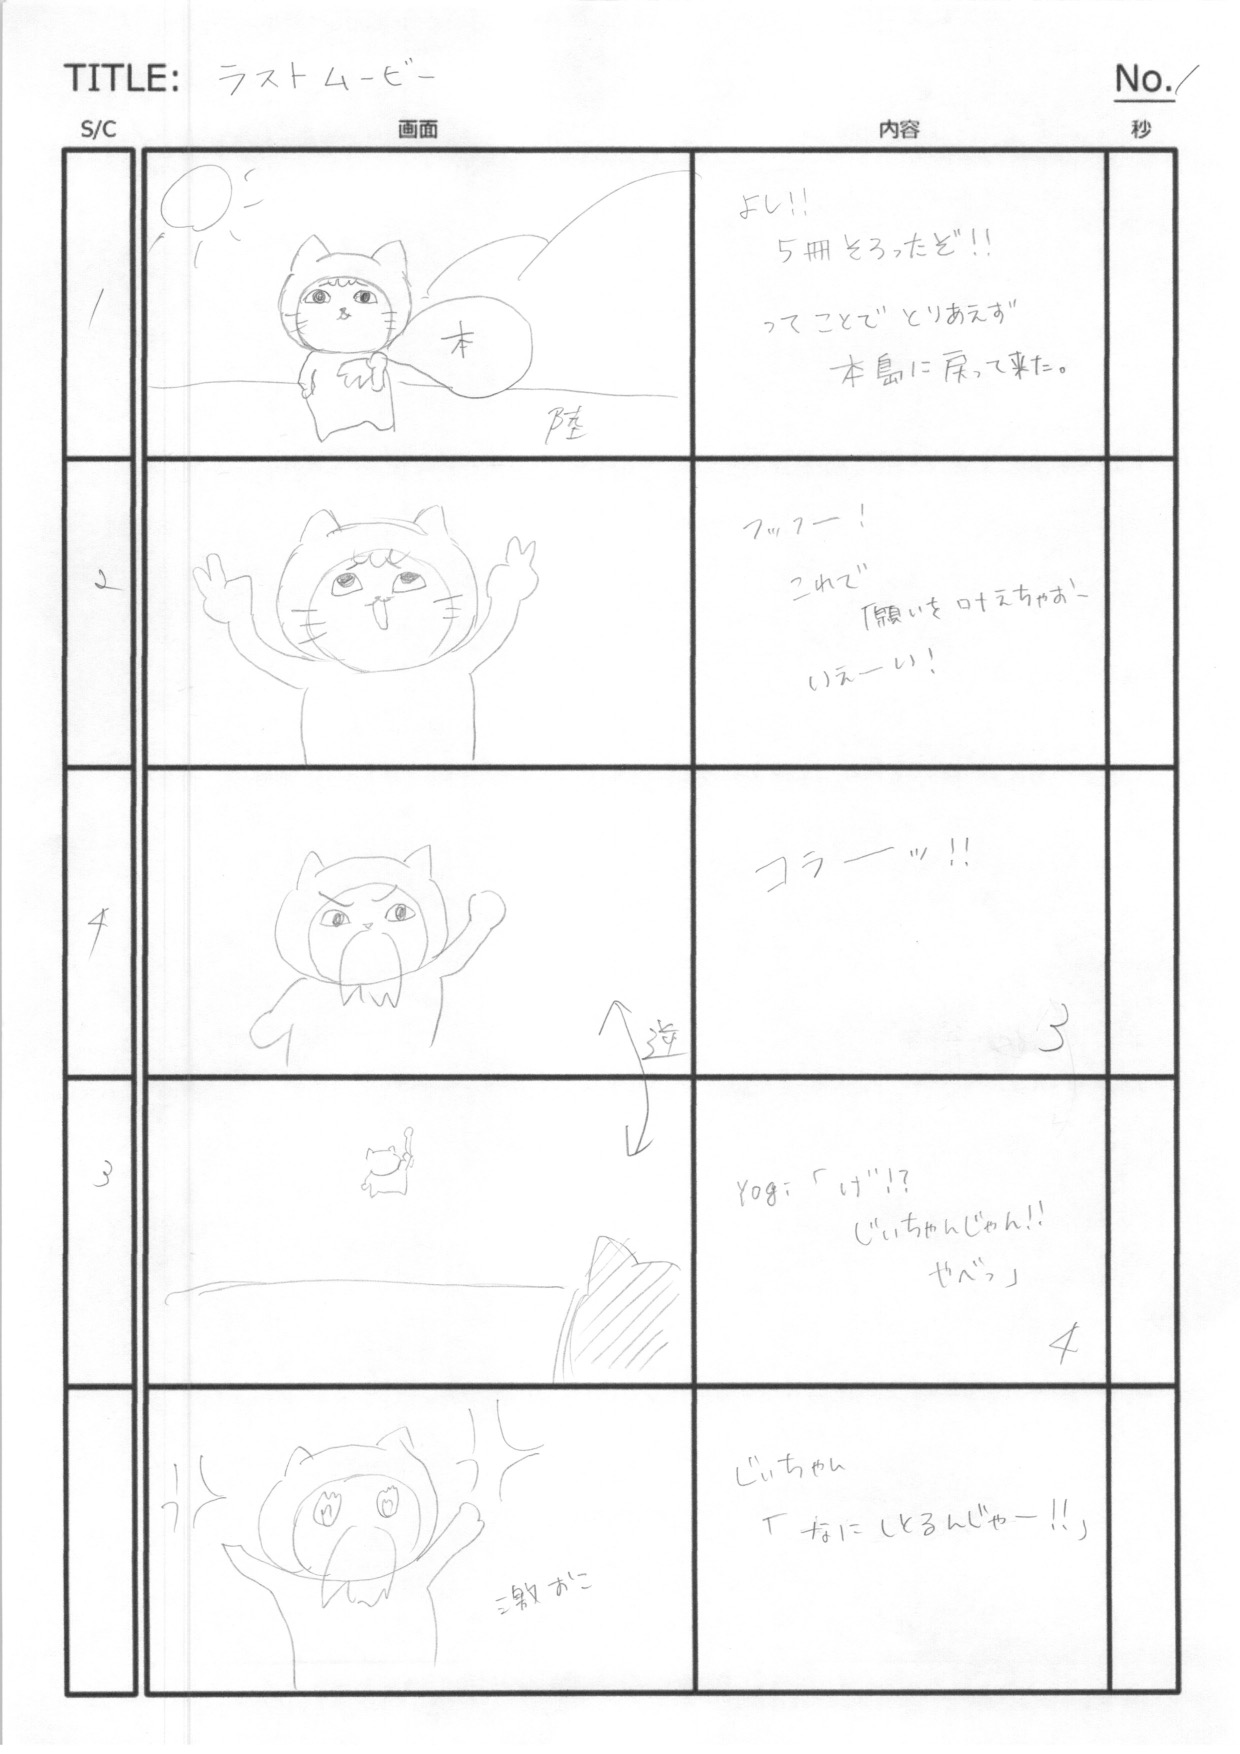 TITLE: ラストムービー
No. 1
S/C 画面 内容 秒
1
本
陸
よし!!
5冊そろったぞ!!
ってことでとりあえず
本島に戻って来た。
2
フッフー!
これで
願いを叶えちゃおー
いえーい!
4
逆
コラーッ!!
3
3
Yogi「げ!?
じいちゃんじゃん!!
やべっ」
4
激おこ
じいちゃん
「なにしとるんじゃー!!」